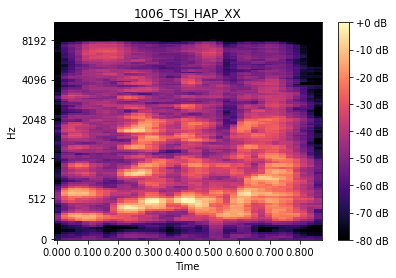 1006_TSI_HAP_XX
+0 dB
8192
-10 dB
4096
-20 dB
-30 dB
2048
Hz
-40 dB
1024
-50 dB
-60 dB
512
-70 dB
0
-80 dB
0.000 0.100 0.200 0.300 0.400 0.500 0.600 0.700 0.800
Time